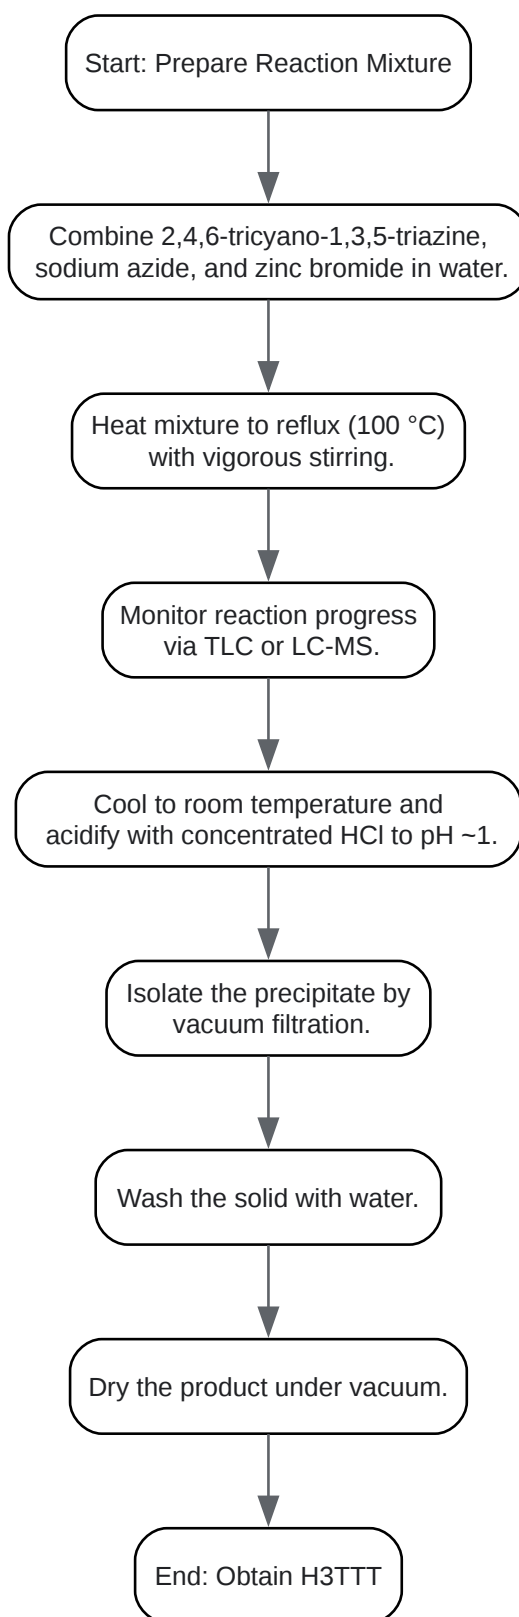 Start: Prepare Reaction Mixture
Combine 2,4,6-tricyano-1,3,5-triazine,
sodium azide, and zinc bromide in water.
Heat mixture to reflux (100 °C)
with vigorous stirring.
Monitor reaction progress
via TLC or LC-MS.
Cool to room temperature and
acidify with concentrated HCl to pH ~1.
Isolate the precipitate by
vacuum filtration.
Wash the solid with water.
Dry the product under vacuum.
End: Obtain H3TTT